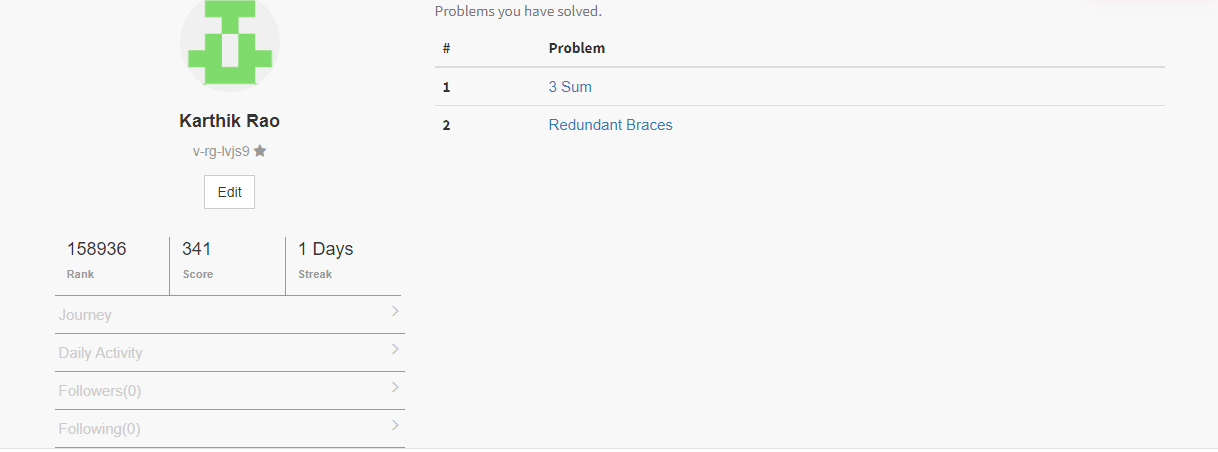 Problems you have solved.
# Problem
1 3 Sum
2 Redundant Braces
Karthik Rao
v-rg-lvjs9
Edit
158936 341 1 Days
Rank Score Streak
Journey
Daily Activity
Followers(0)
Following(0)